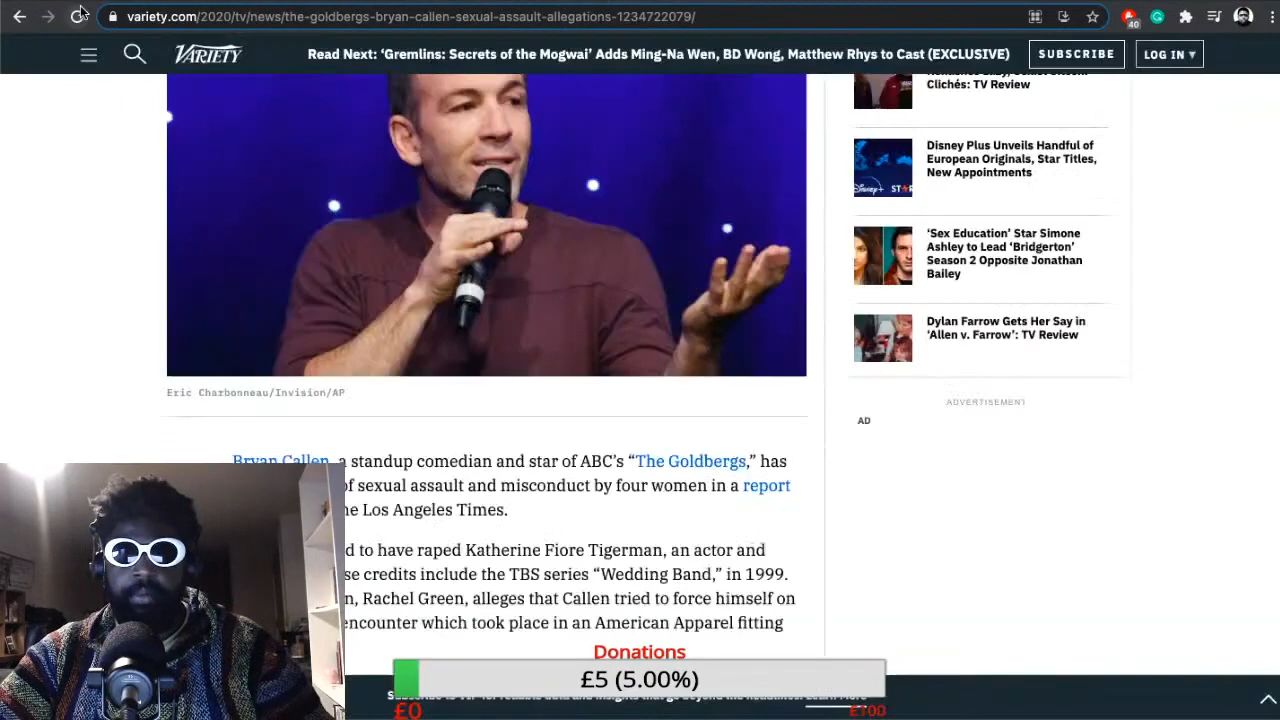 variety.com/2020/tv/news/the-goldbergs-bryan-callen-sexual-assault-allegations-1234722079/
40
VARIETY
Read Next: ‘Gremlins: Secrets of the Mogwai’ Adds Ming-Na Wen, BD Wong, Matthew Rhys to Cast (EXCLUSIVE)
SUBSCRIBE
LOG IN ▾
Clichés: TV Review
Disney Plus Unveils Handful of
European Originals, Star Titles,
New Appointments
Disney+ STAR
‘Sex Education’ Star Simone
Ashley to Lead ‘Bridgerton’
Season 2 Opposite Jonathan
Bailey
Dylan Farrow Gets Her Say in
‘Allen v. Farrow’: TV Review
ADVERTISEMENT
AD
Eric Charbonneau/Invision/AP
Bryan Callen, a standup comedian and star of ABC’s “The Goldbergs,” has
of sexual assault and misconduct by four women in a report
he Los Angeles Times.
d to have raped Katherine Fiore Tigerman, an actor and
se credits include the TBS series “Wedding Band,” in 1999.
n, Rachel Green, alleges that Callen tried to force himself on
encounter which took place in an American Apparel fitting
Donations
£5 (5.00%)
£0
£100